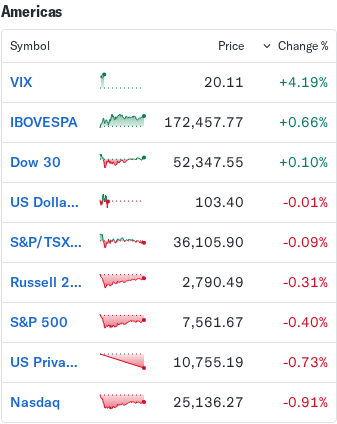 Americas
Symbol Price Change %
VIX 20.11 +4.19%
IBOVESPA 172,457.77 +0.66%
Dow 30 52,347.55 +0.10%
US Dolla... 103.40 -0.01%
S&P/TSX... 36,105.90 -0.09%
Russell 2... 2,790.49 -0.31%
S&P 500 7,561.67 -0.40%
US Priva... 10,755.19 -0.73%
Nasdaq 25,136.27 -0.91%